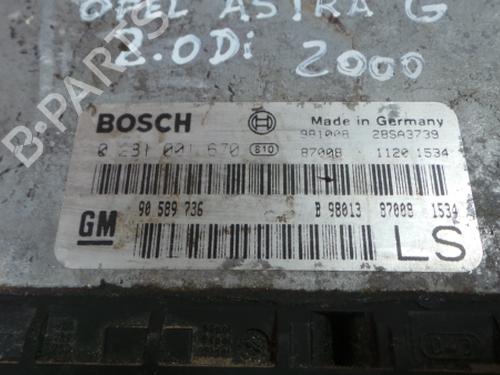 OPEL ASTRA G
2.0Di 2000
BOSCH Made in Germany
9A1008 28SA3739
0 281 001 670 S10 87008 1120 1534
GM 90 589 736 B 98013 87008 1534
LS